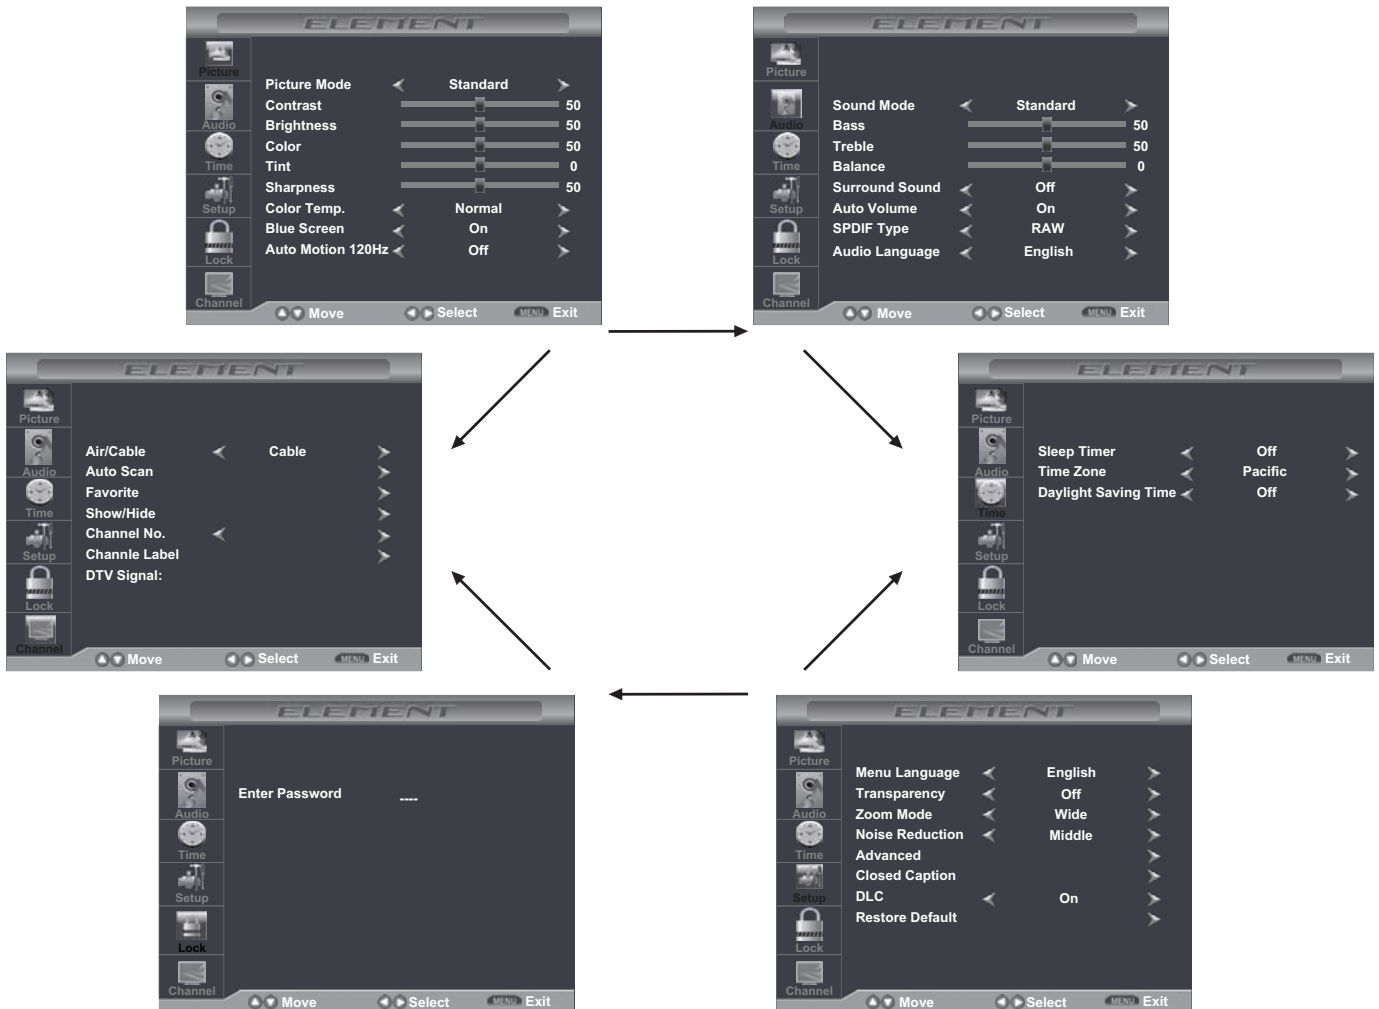 ELEMENT
Picture
Audio
Time
Setup
Lock
Channel
Picture Mode Standard
Contrast 50
Brightness 50
Color 50
Tint 0
Sharpness 50
Color Temp. Normal
Blue Screen On
Auto Motion 120Hz Off
Move Select MENU Exit
ELEMENT
Picture
Audio
Time
Setup
Lock
Channel
Sound Mode Standard
Bass 50
Treble 50
Balance 0
Surround Sound Off
Auto Volume On
SPDIF Type RAW
Audio Language English
Move Select MENU Exit
ELEMENT
Picture
Audio
Time
Setup
Lock
Channel
Air/Cable Cable
Auto Scan
Favorite
Show/Hide
Channel No.
Channle Label
DTV Signal:
Move Select MENU Exit
ELEMENT
Picture
Audio
Time
Setup
Lock
Channel
Sleep Timer Off
Time Zone Pacific
Daylight Saving Time Off
Move Select MENU Exit
ELEMENT
Picture
Audio
Time
Setup
Lock
Channel
Enter Password ----
Move Select MENU Exit
ELEMENT
Picture
Audio
Time
Setup
Lock
Channel
Menu Language English
Transparency Off
Zoom Mode Wide
Noise Reduction Middle
Advanced
Closed Caption
DLC On
Restore Default
Move Select MENU Exit